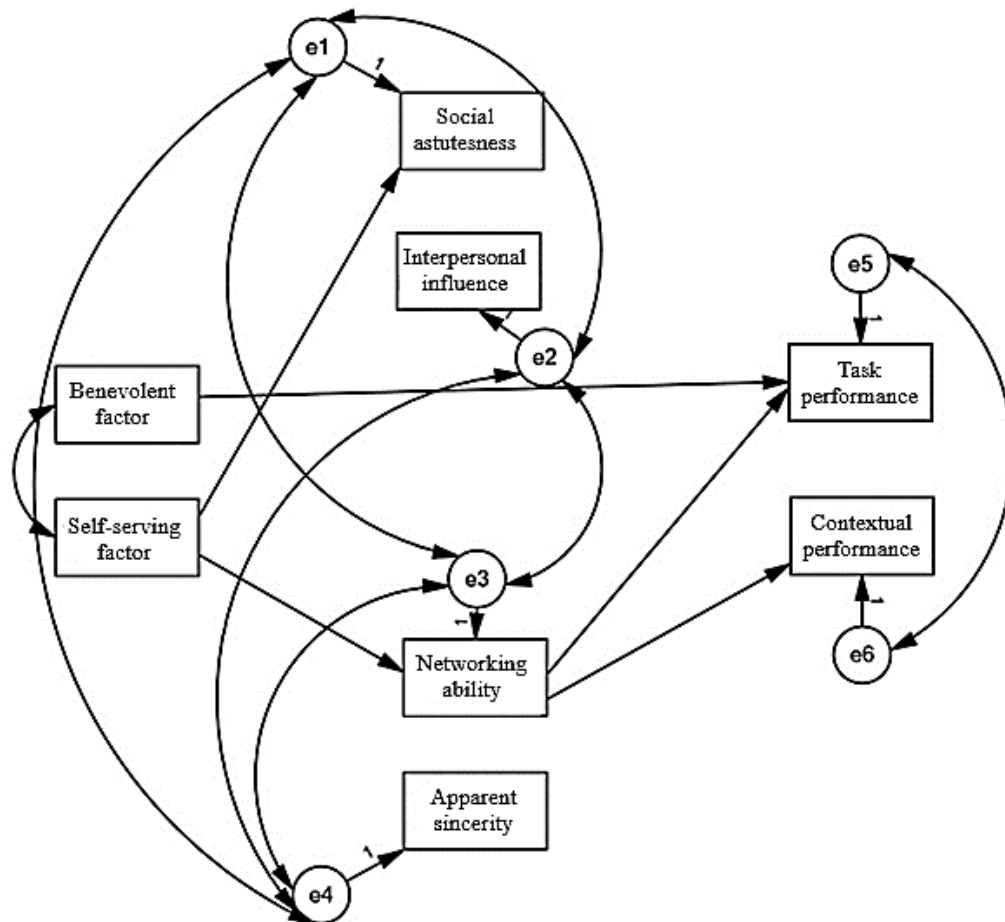 e1
1
Social
astutesness
Interpersonal
influence
e2
e5
1
Task
performance
Benevolent
factor
Self-serving
factor
Contextual
performance
1
e6
e3
1
Networking
ability
Apparent
sincerity
1
e4